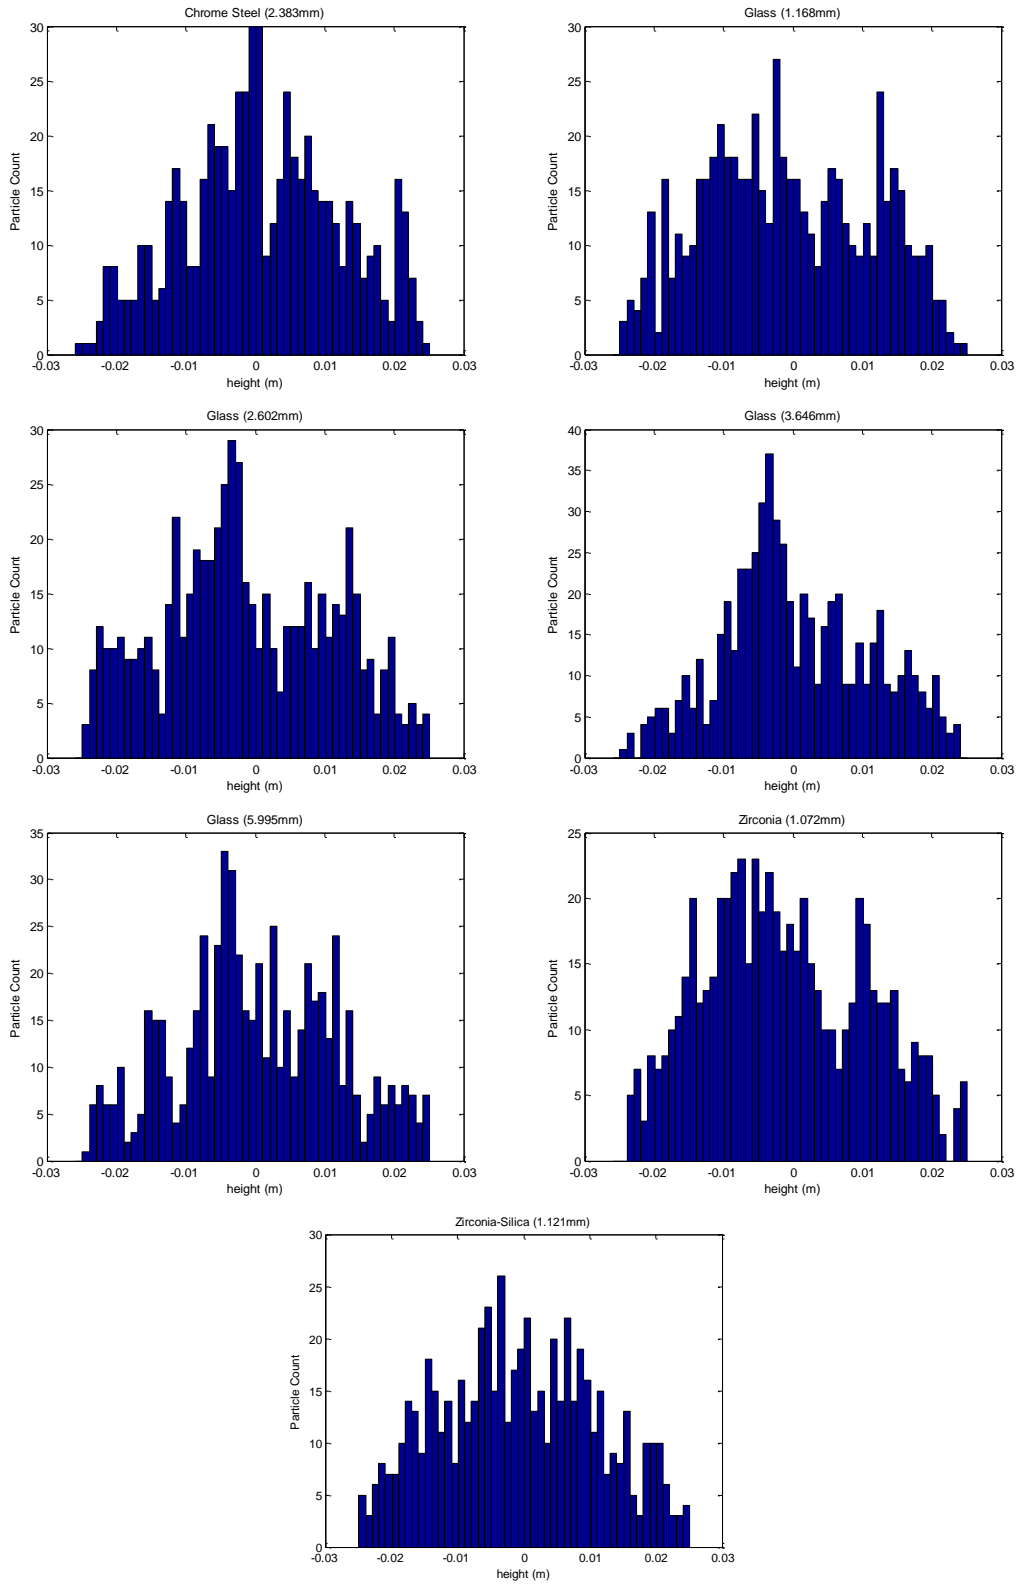 Chrome Steel (2.383mm)
30
25
20
15
10
5
0
Particle Count
-0.03 -0.02 -0.01 0 0.01 0.02 0.03
height (m)
Glass (1.168mm)
30
25
20
15
10
5
0
Particle Count
-0.03 -0.02 -0.01 0 0.01 0.02 0.03
height (m)
Glass (2.602mm)
30
25
20
15
10
5
0
Particle Count
-0.03 -0.02 -0.01 0 0.01 0.02 0.03
height (m)
Glass (3.646mm)
40
35
30
25
20
15
10
5
0
Particle Count
-0.03 -0.02 -0.01 0 0.01 0.02 0.03
height (m)
Glass (5.995mm)
35
30
25
20
15
10
5
0
Particle Count
-0.03 -0.02 -0.01 0 0.01 0.02 0.03
height (m)
Zirconia (1.072mm)
25
20
15
10
5
0
Particle Count
-0.03 -0.02 -0.01 0 0.01 0.02 0.03
height (m)
Zirconia-Silica (1.121mm)
30
25
20
15
10
5
0
Particle Count
-0.03 -0.02 -0.01 0 0.01 0.02 0.03
height (m)